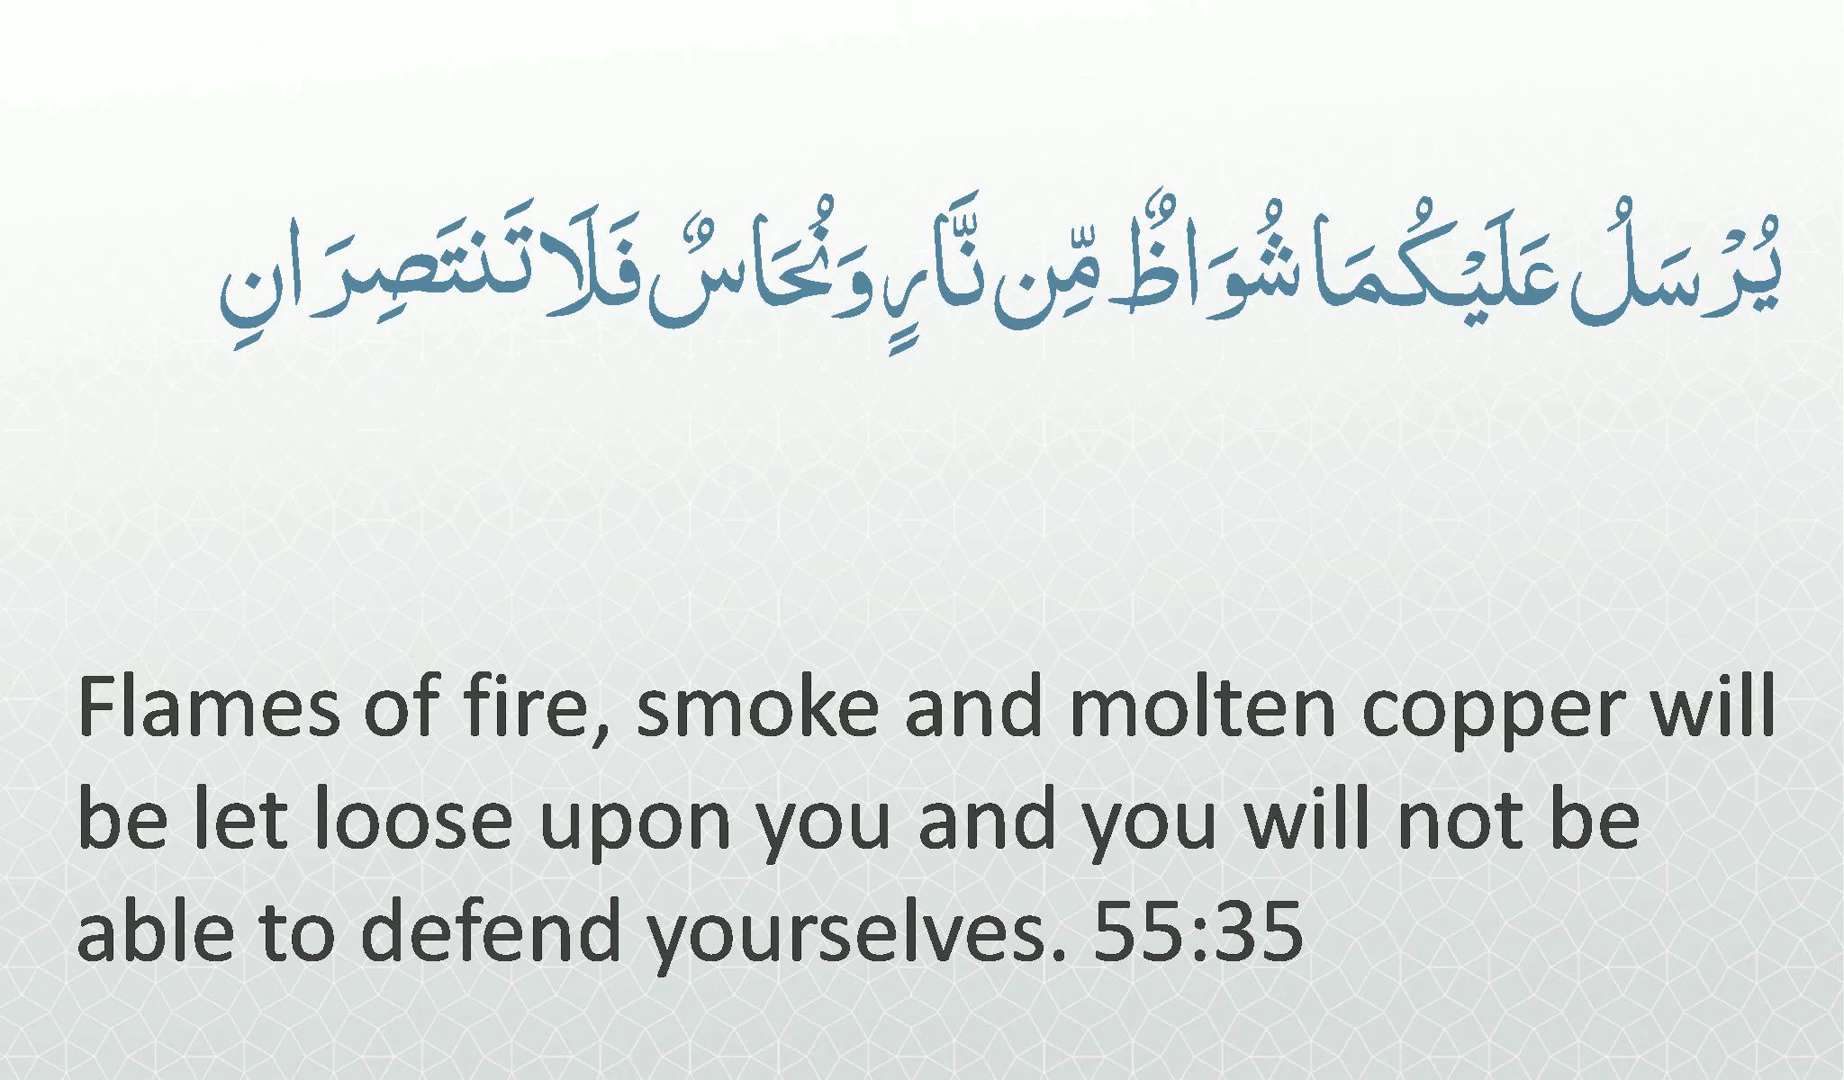 يُرْسَلُ عَلَيْكُمَا شُوَاظٌ مِّن نَّارٍ وَنُحَاسٌ فَلَا تَنتَصِرَانِ
Flames of fire, smoke and molten copper will
be let loose upon you and you will not be
able to defend yourselves. 55:35